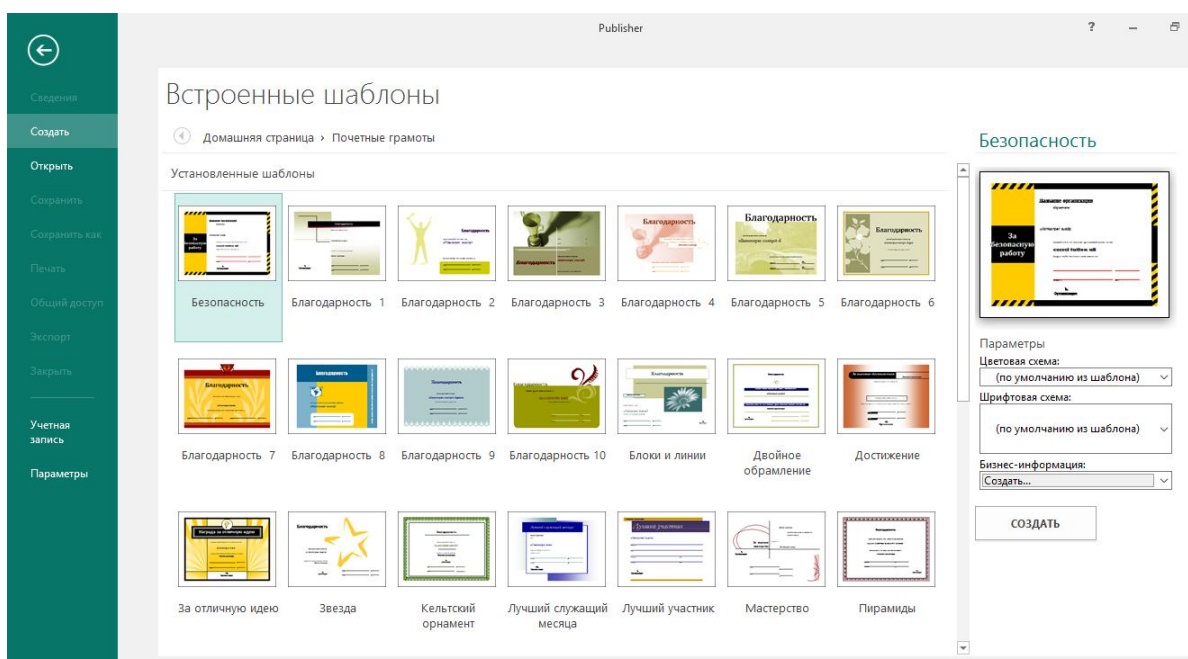 Publisher
?
Сведения
Создать
Открыть
Сохранить
Сохранить как
Печать
Общий доступ
Экспорт
Закрыть
Учетная
запись
Параметры
Встроенные шаблоны
Домашняя страница › Почетные грамоты
Установленные шаблоны
Благодарность
Благодарность
Благодарность
Безопасность
Благодарность 1
Благодарность 2
Благодарность 3
Благодарность 4
Благодарность 5
Благодарность 6
Благодарность
Благодарность 7
Благодарность 8
Благодарность 9
Благодарность 10
Блоки и линии
Двойное
обрамление
Достижение
За отличную идею
Звезда
Кельтский
орнамент
Лучший служащий
месяца
Лучший участник
Мастерство
Пирамиды
Безопасность
Название организации
За
безопасную
работу
Параметры
Цветовая схема:
(по умолчанию из шаблона)
Шрифтовая схема:
(по умолчанию из шаблона)
Бизнес-информация:
Создать...
СОЗДАТЬ